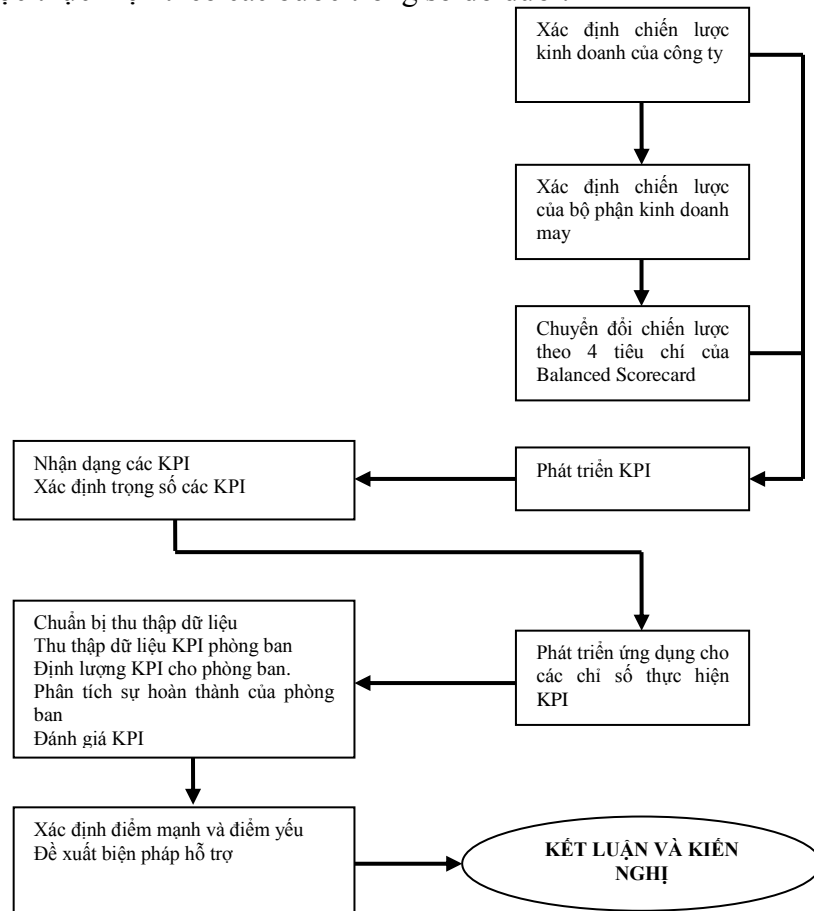 Xác định chiến lược
kinh doanh của công ty
Xác định chiến lược
của bộ phận kinh doanh
may
Chuyển đổi chiến lược
theo 4 tiêu chí của
Balanced Scorecard
Phát triển KPI
Nhận dạng các KPI
Xác định trọng số các KPI
Phát triển ứng dụng cho
các chỉ số thực hiện
KPI
Chuẩn bị thu thập dữ liệu
Thu thập dữ liệu KPI phòng ban
Định lượng KPI cho phòng ban.
Phân tích sự hoàn thành của phòng
ban
Đánh giá KPI
Xác định điểm mạnh và điểm yếu
Đề xuất biện pháp hỗ trợ
KẾT LUẬN VÀ KIẾN
NGHỊ